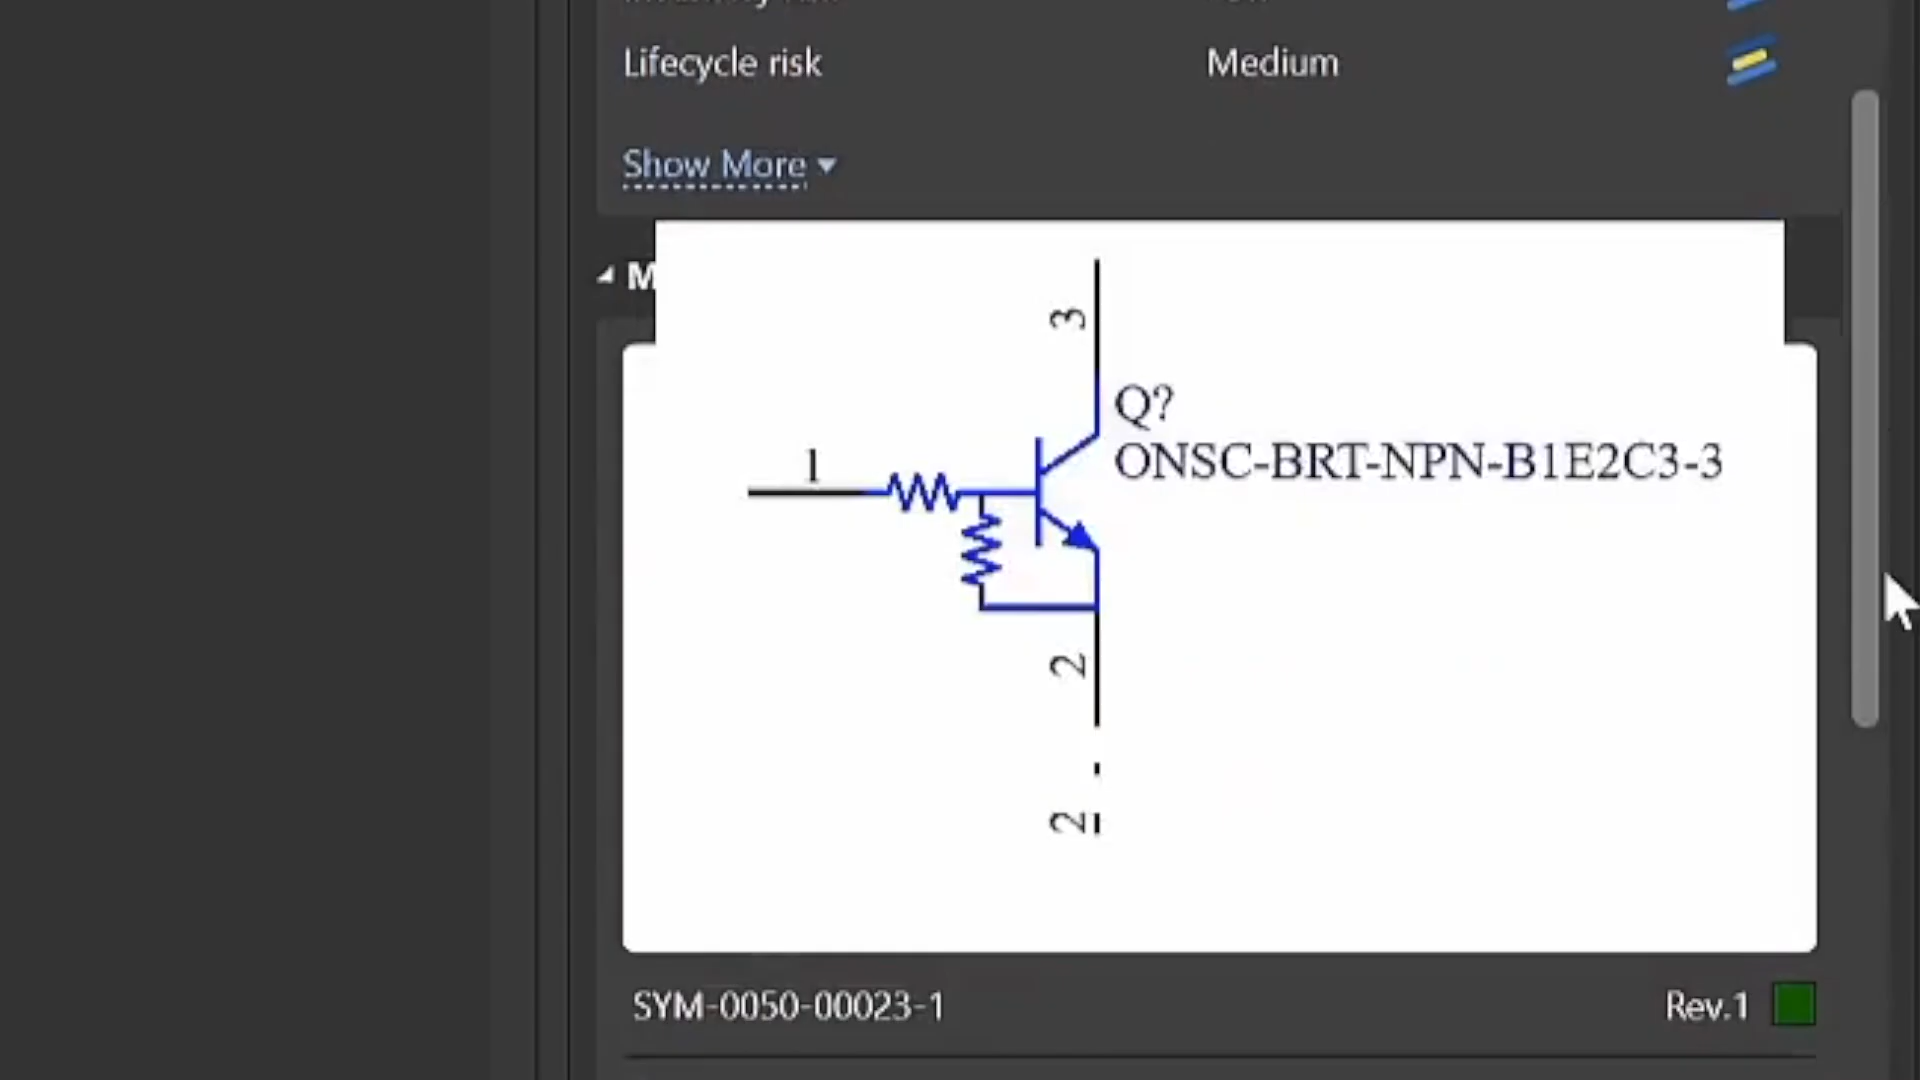 Lifecycle risk Medium
Show More
M
3
Q?
1 ONSC-BRT-NPN-B1E2C3-3
2
2
SYM-0050-00023-1 Rev.1